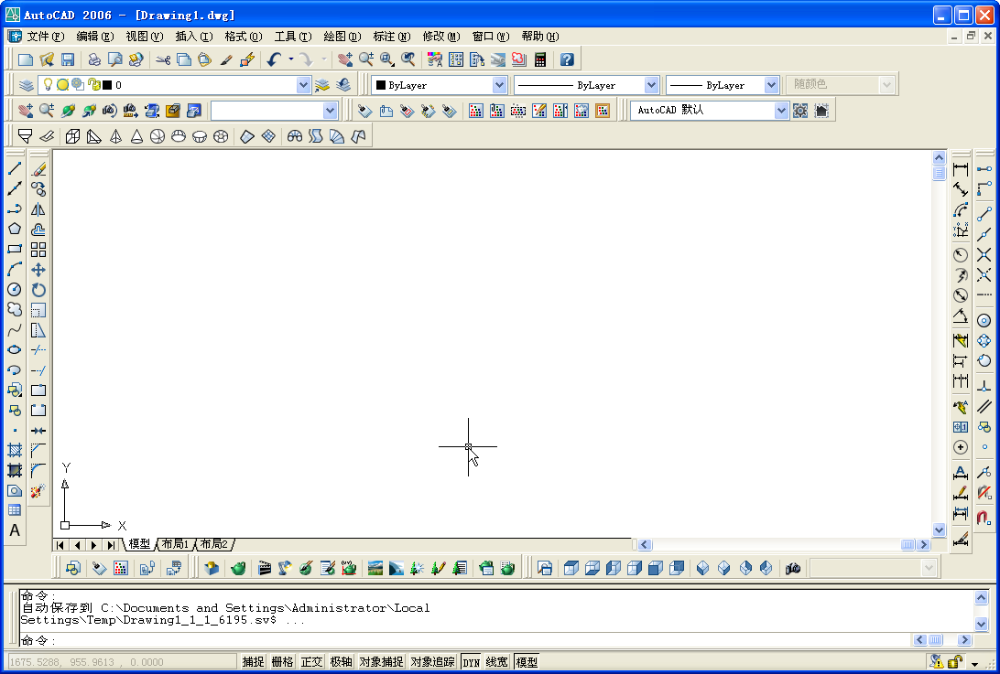 AutoCAD 2006 - [Drawing1.dwg]
文件(F) 编辑(E) 视图(V) 插入(I) 格式(O) 工具(T) 绘图(D) 标注(N) 修改(M) 窗口(W) 帮助(H)
0 ByLayer ByLayer ByLayer 随颜色
AutoCAD 默认
A
Y
X
模型 布局1 布局2
命令:
自动保存到 C:\Documents and Settings\Administrator\Local
Settings\Temp\Drawing1_1_1_6195.sv$ ...
命令:
1675.5288, 955.9613 , 0.0000 捕捉 栅格 正交 极轴 对象捕捉 对象追踪 DYN 线宽 模型